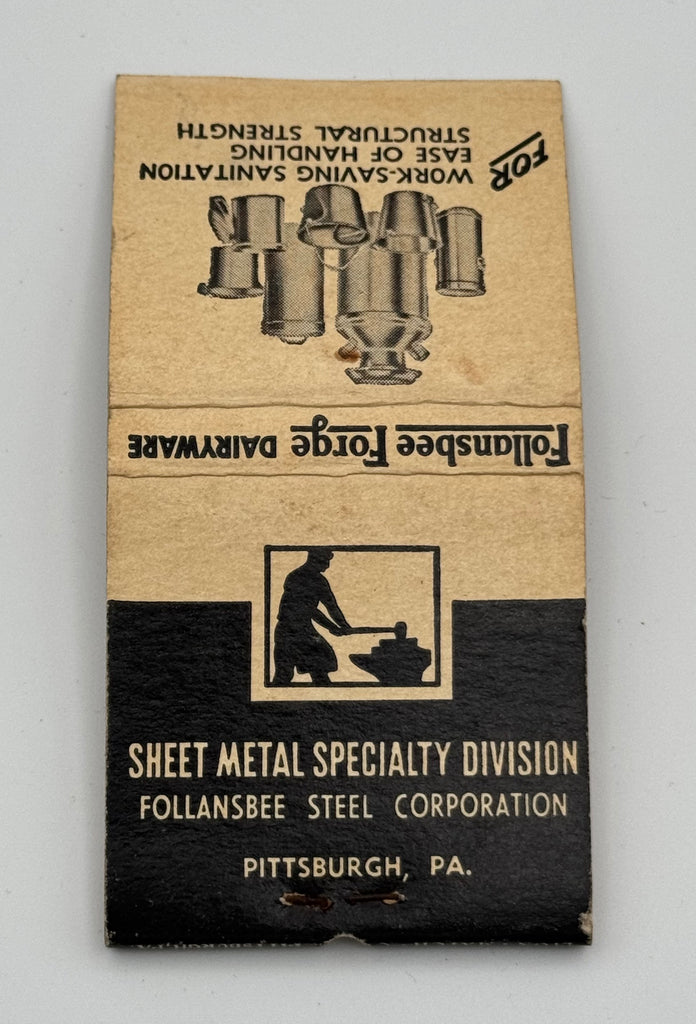 FOR
WORK-SAVING SANITATION
EASE OF HANDLING
STRUCTURAL STRENGTH
Follansbee Forge DAIRYWARE
SHEET METAL SPECIALTY DIVISION
FOLLANSBEE STEEL CORPORATION
PITTSBURGH, PA.